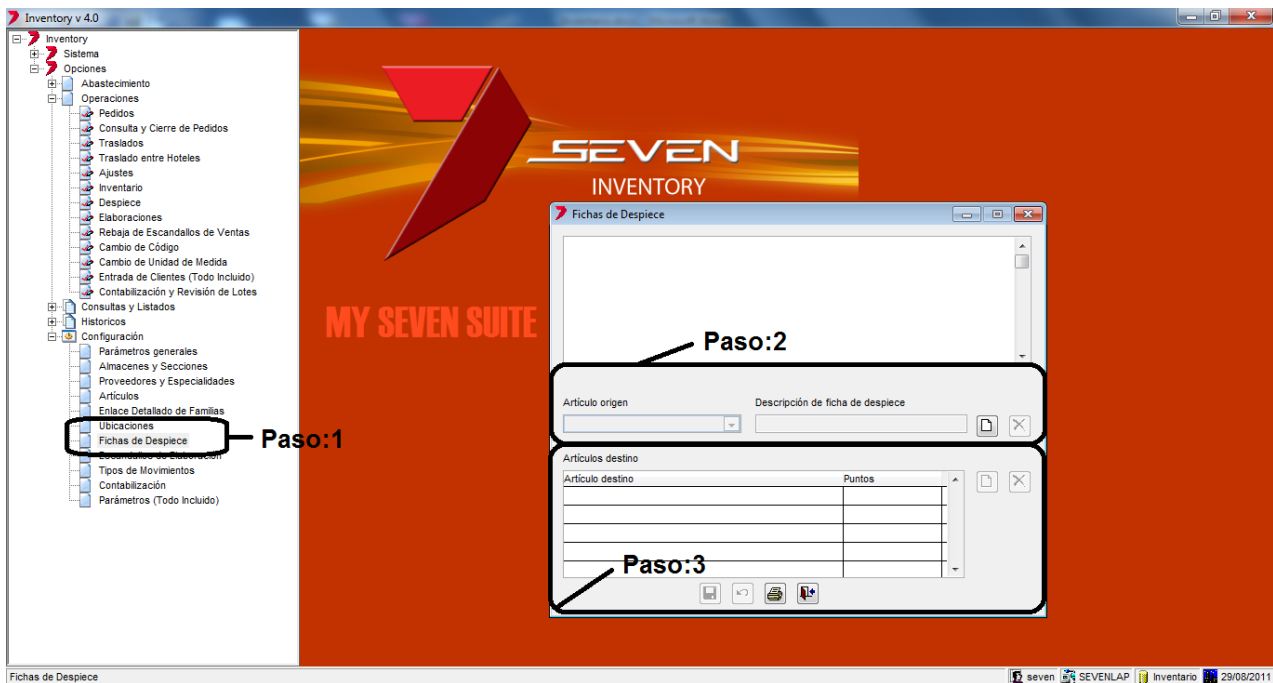 Inventory v 4.0
Inventory
Sistema
Opciones
Abastecimiento
Operaciones
Pedidos
Consulta y Cierre de Pedidos
Traslados
Traslado entre Hoteles
Ajustes
Inventario
Despiece
Elaboraciones
Rebaja de Escandallos de Ventas
Cambio de Código
Cambio de Unidad de Medida
Entrada de Clientes (Todo Incluido)
Contabilización y Revisión de Lotes
Consultas y Listados
Historicos
Configuración
Parámetros generales
Almacenes y Secciones
Proveedores y Especialidades
Artículos
Enlace Detallado de Familias
Ubicaciones
Fichas de Despiece
Escandallos de Elaboración
Tipos de Movimientos
Contabilización
Parámetros (Todo Incluido)
Paso:1
SEVEN
INVENTORY
MY SEVEN SUITE
Fichas de Despiece
Paso:2
Artículo origen
Descripción de ficha de despiece
Artículos destino
Artículo destino
Puntos
Paso:3
Fichas de Despiece
seven
SEVENLAP
Inventario
29/08/2011